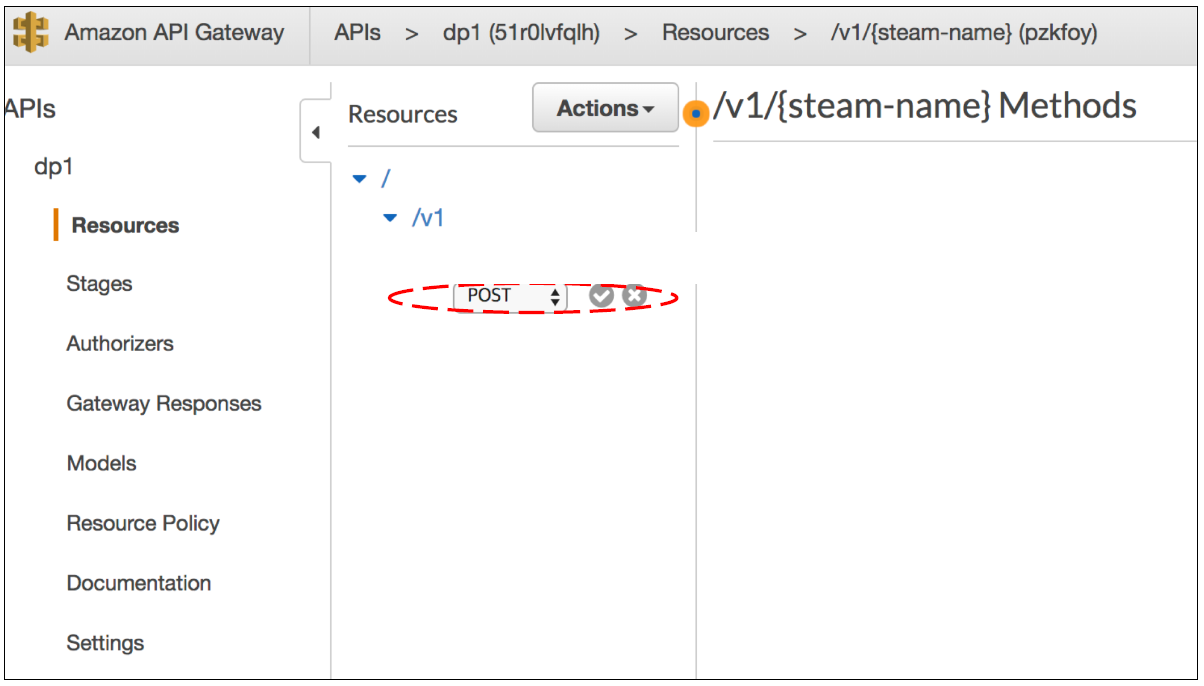 Amazon API Gateway APIs > dp1 (51r0lvfqlh) > Resources > /v1/{steam-name} (pzkfoy)
APIs
dp1
Resources
Stages
Authorizers
Gateway Responses
Models
Resource Policy
Documentation
Settings
Resources Actions
/
/v1
POST
/v1/{steam-name} Methods